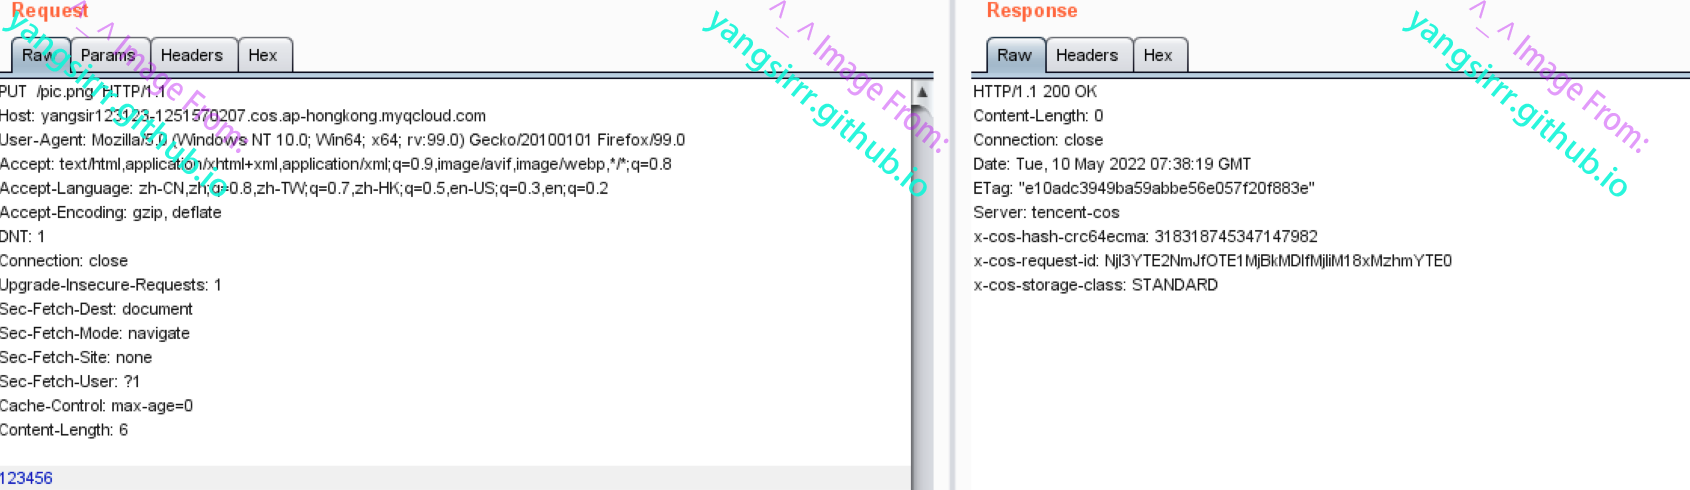 Request
Raw Params Headers Hex
PUT /pic.png HTTP/1.1
Host: yangsir123123-1251570207.cos.ap-hongkong.myqcloud.com
User-Agent: Mozilla/5.0 (Windows NT 10.0; Win64; x64; rv:99.0) Gecko/20100101 Firefox/99.0
Accept: text/html,application/xhtml+xml,application/xml;q=0.9,image/avif,image/webp,*/*;q=0.8
Accept-Language: zh-CN,zh;q=0.8,zh-TW;q=0.7,zh-HK;q=0.5,en-US;q=0.3,en;q=0.2
Accept-Encoding: gzip, deflate
DNT: 1
Connection: close
Upgrade-Insecure-Requests: 1
Sec-Fetch-Dest: document
Sec-Fetch-Mode: navigate
Sec-Fetch-Site: none
Sec-Fetch-User: ?1
Cache-Control: max-age=0
Content-Length: 6
123456
Response
Raw Headers Hex
HTTP/1.1 200 OK
Content-Length: 0
Connection: close
Date: Tue, 10 May 2022 07:38:19 GMT
ETag: "e10adc3949ba59abbe56e057f20f883e"
Server: tencent-cos
x-cos-hash-crc64ecma: 318318745347147982
x-cos-request-id: NjI3YTE2NmJfOTE1MjBkMDlfMjliM18xMzhmYTE0
x-cos-storage-class: STANDARD
^_^ Image From:
yangsirrr.github.io
^_^ Image From:
yangsirrr.github.io
^_^ Image From:
yangsirrr.github.io